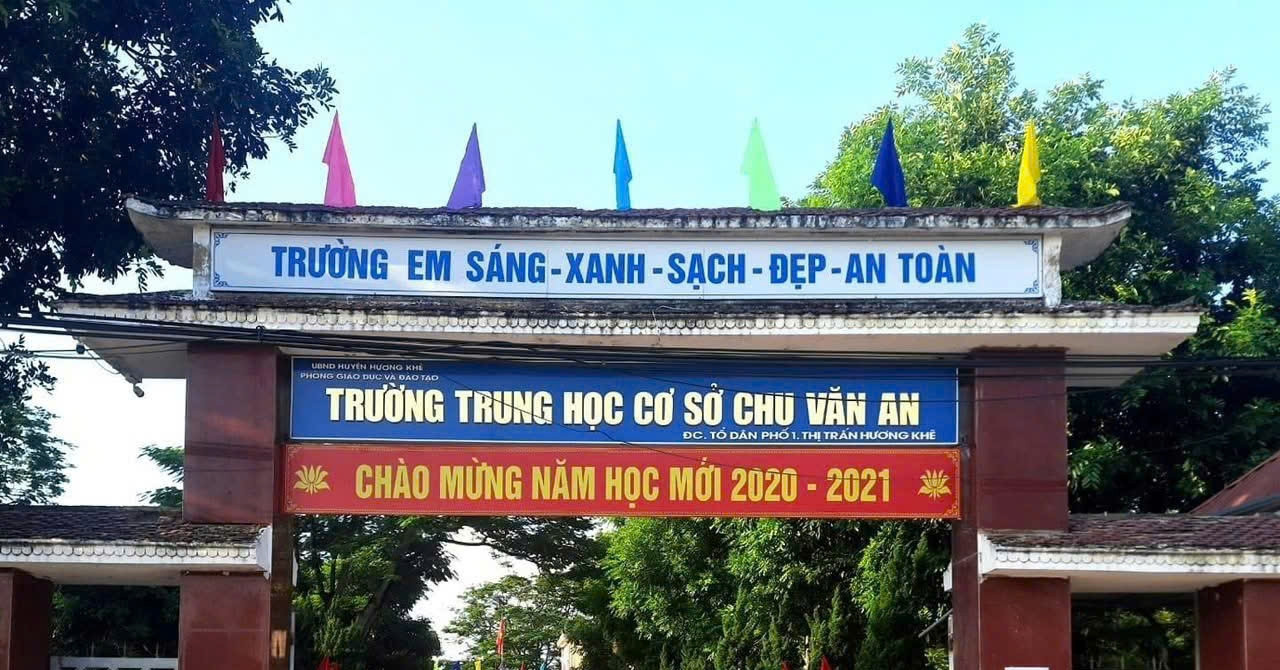 TRƯỜNG EM SÁNG - XANH - SẠCH - ĐẸP - AN TOÀN
UBND HUYỆN HƯƠNG KHÊ
PHÒNG GIÁO DỤC VÀ ĐÀO TẠO
TRƯỜNG TRUNG HỌC CƠ SỞ CHU VĂN AN
ĐC. TỔ DÂN PHỐ 1. THỊ TRẤN HƯƠNG KHÊ
CHÀO MỪNG NĂM HỌC MỚI 2020 - 2021